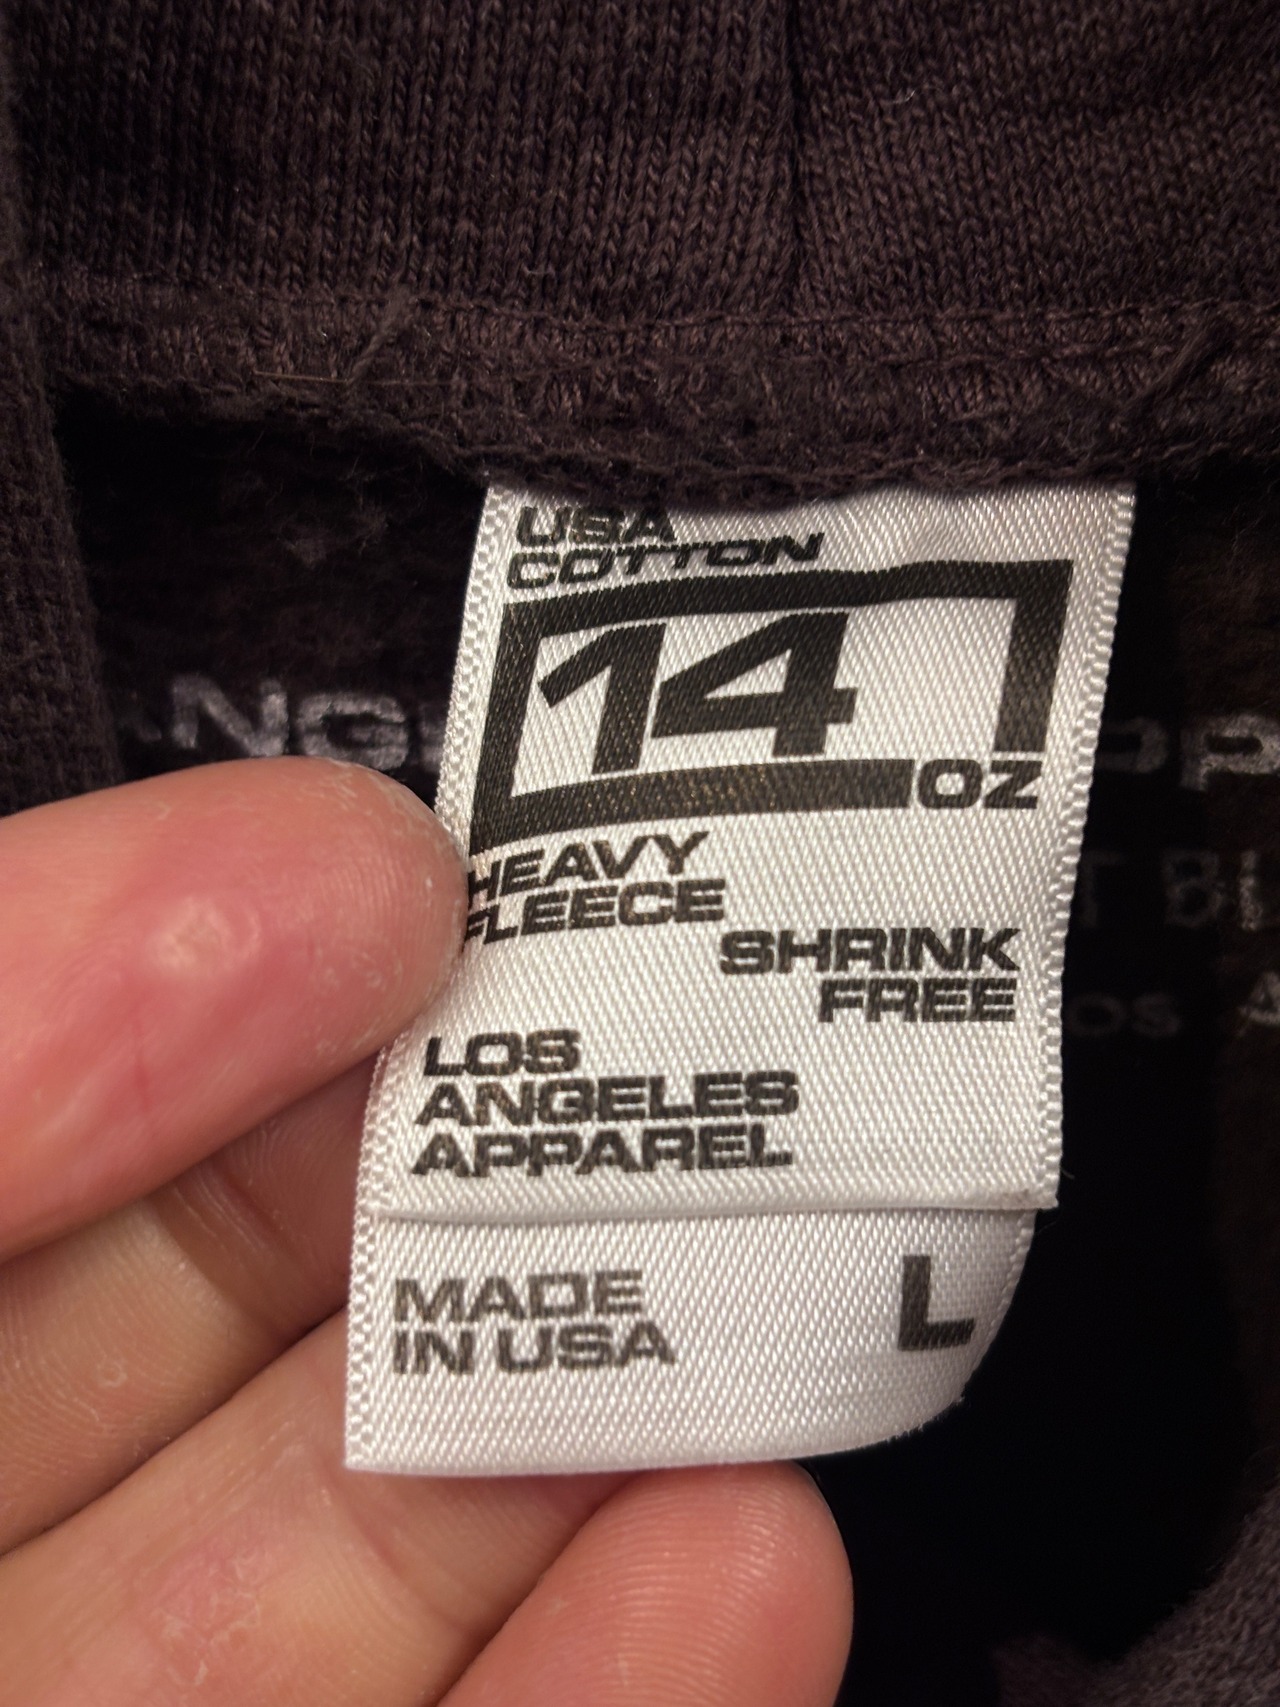 USA
COTTON
14
OZ
HEAVY
FLEECE
SHRINK
FREE
LOS
ANGELES
APPAREL
MADE
IN USA
L